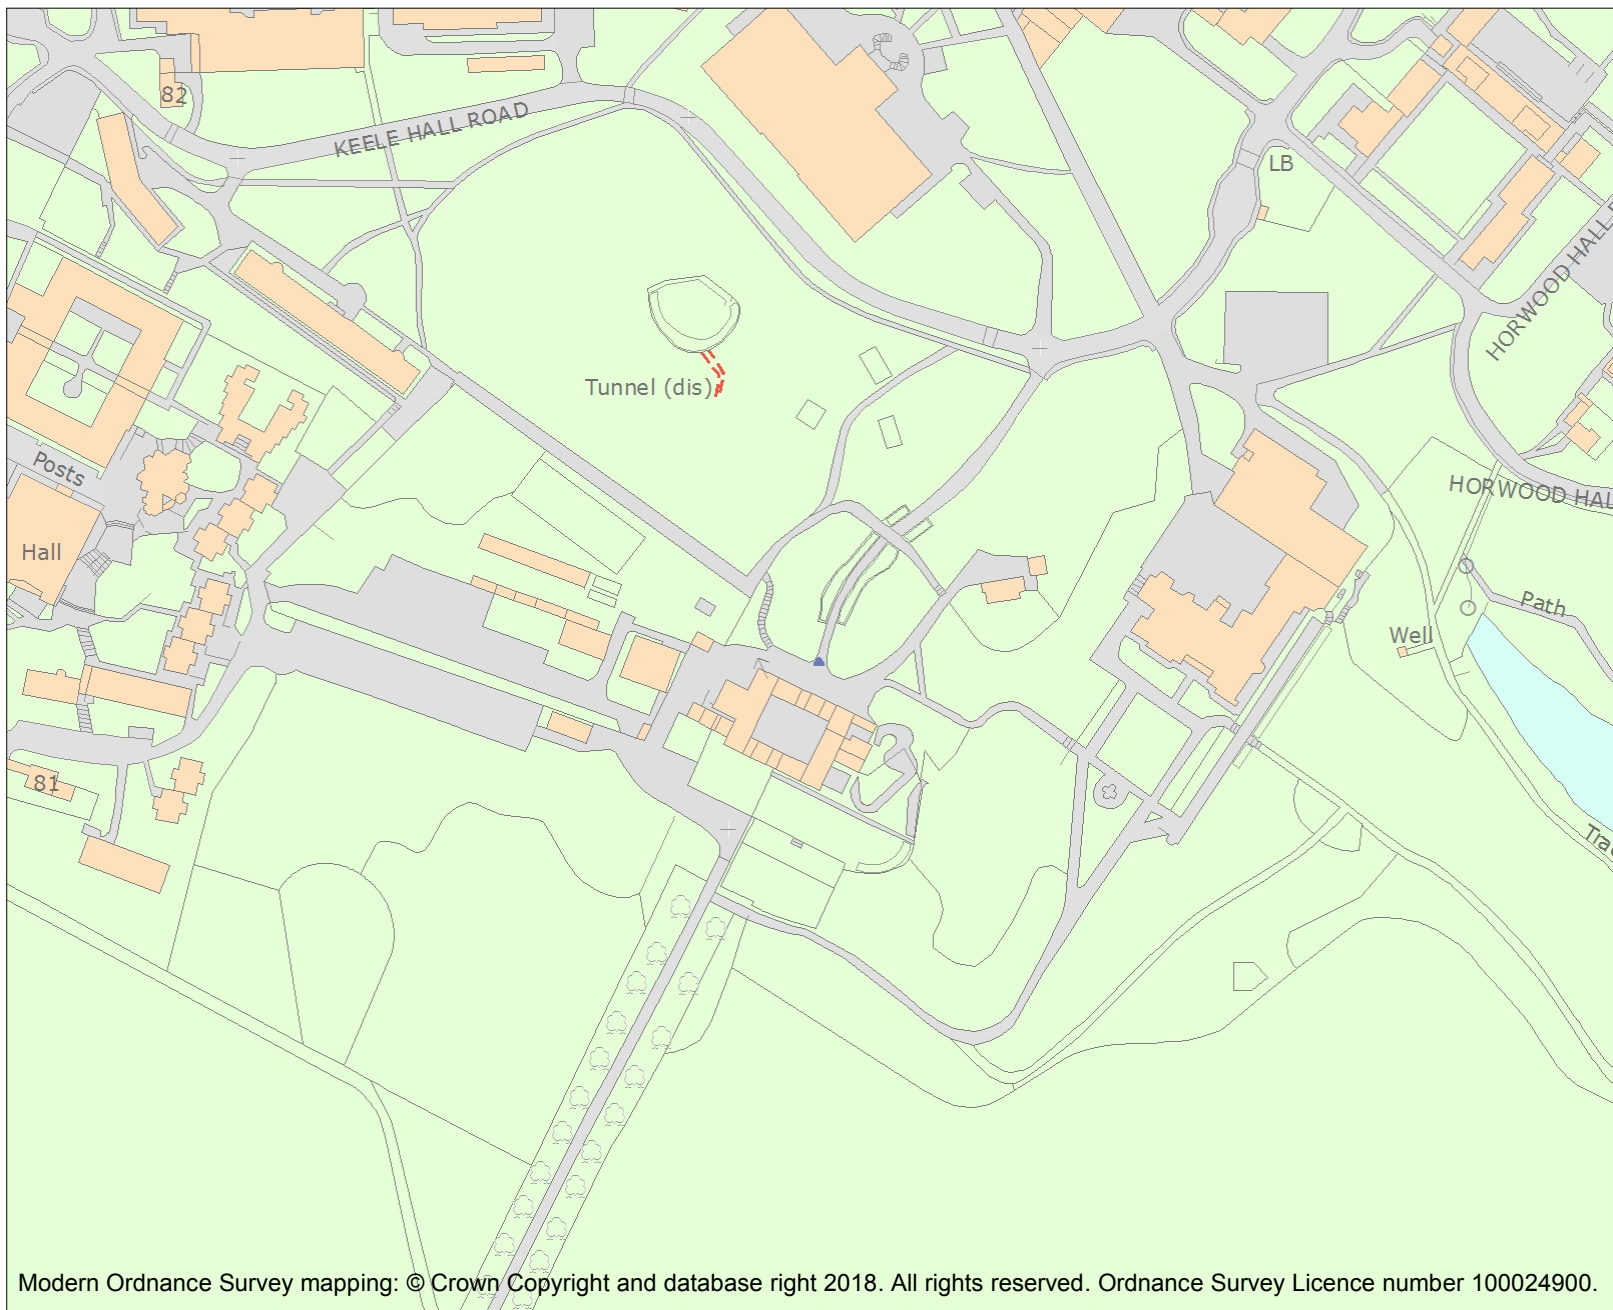 82
KEELE HALL ROAD
LB
HORWOOD HALL
Tunnel (dis)
Posts
HORWOOD HAL
Hall
Path
Well
81
Modern Ordnance Survey mapping: © Crown Copyright and database right 2018. All rights reserved. Ordnance Survey Licence number 100024900.